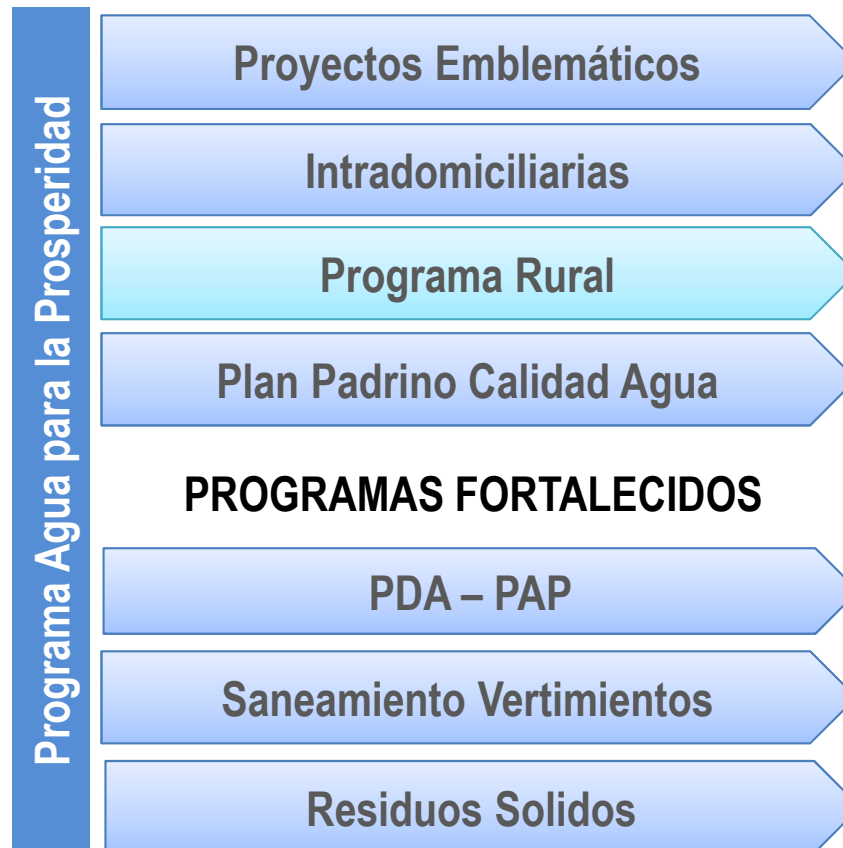 Programa Agua para la Prosperidad
Proyectos Emblemáticos
Intradomiciliarias
Programa Rural
Plan Padrino Calidad Agua
PROGRAMAS FORTALECIDOS
PDA – PAP
Saneamiento Vertimientos
Residuos Solidos